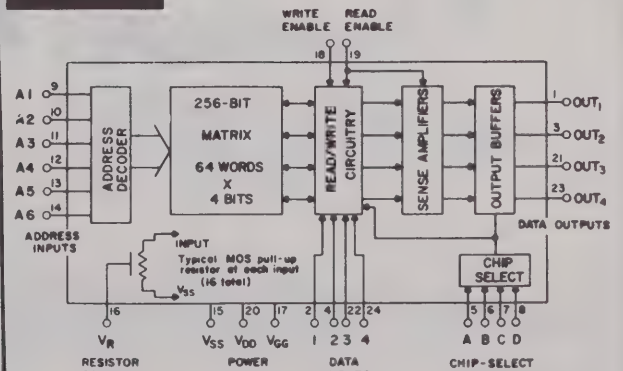 WRITE ENABLE
READ ENABLE
18 19
A1 9
A2 10
A3 11
A4 12
A5 13
A6 14
ADDRESS INPUTS
ADDRESS DECODER
256-BIT
MATRIX
64 WORDS
X
4 BITS
READ/WRITE CIRCUITRY
SENSE AMPLIFIERS
OUTPUT BUFFERS
1 OUT1
3 OUT2
21 OUT3
23 OUT4
DATA OUTPUTS
INPUT
Typical MOS pull-up
resistor at each input
(16 total)
VSS
CHIP
SELECT
16 15 20 17 2 4 22 24 5 6 7 8
VR VSS VDD VGG 1 2 3 4 A B C D
RESISTOR POWER DATA CHIP-SELECT